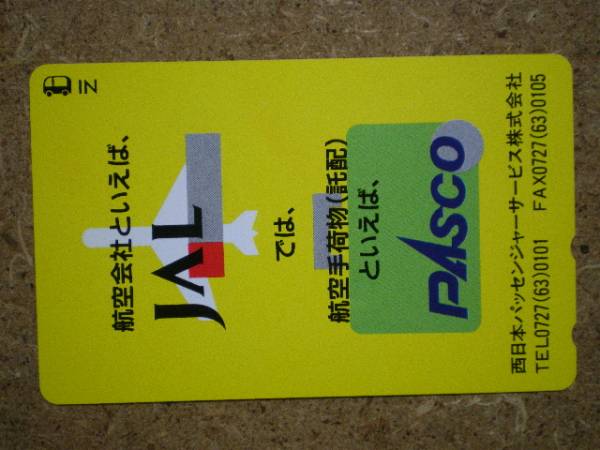 航空会社といえば、
JAL
では、
航空手荷物(託配)
といえば、
PASCO
西日本パッセンジャーサービス株式会社
TEL0727(63)0101 FAX0727(63)0105